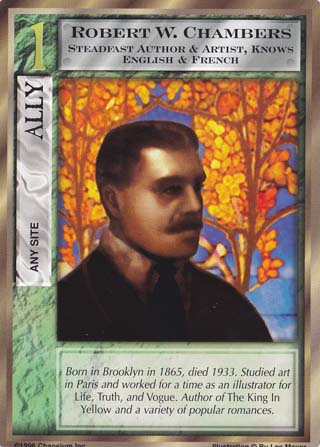 1
ROBERT W. CHAMBERS
STEADFAST AUTHOR & ARTIST, KNOWS
ENGLISH & FRENCH
ALLY
ANY SITE
Born in Brooklyn in 1865, died 1933. Studied art
in Paris and worked for a time as an illustrator for
Life, Truth, and Vogue. Author of The King In
Yellow and a variety of popular romances.
©1996 Chaosium Inc.
Illustration © By Lee Moyer